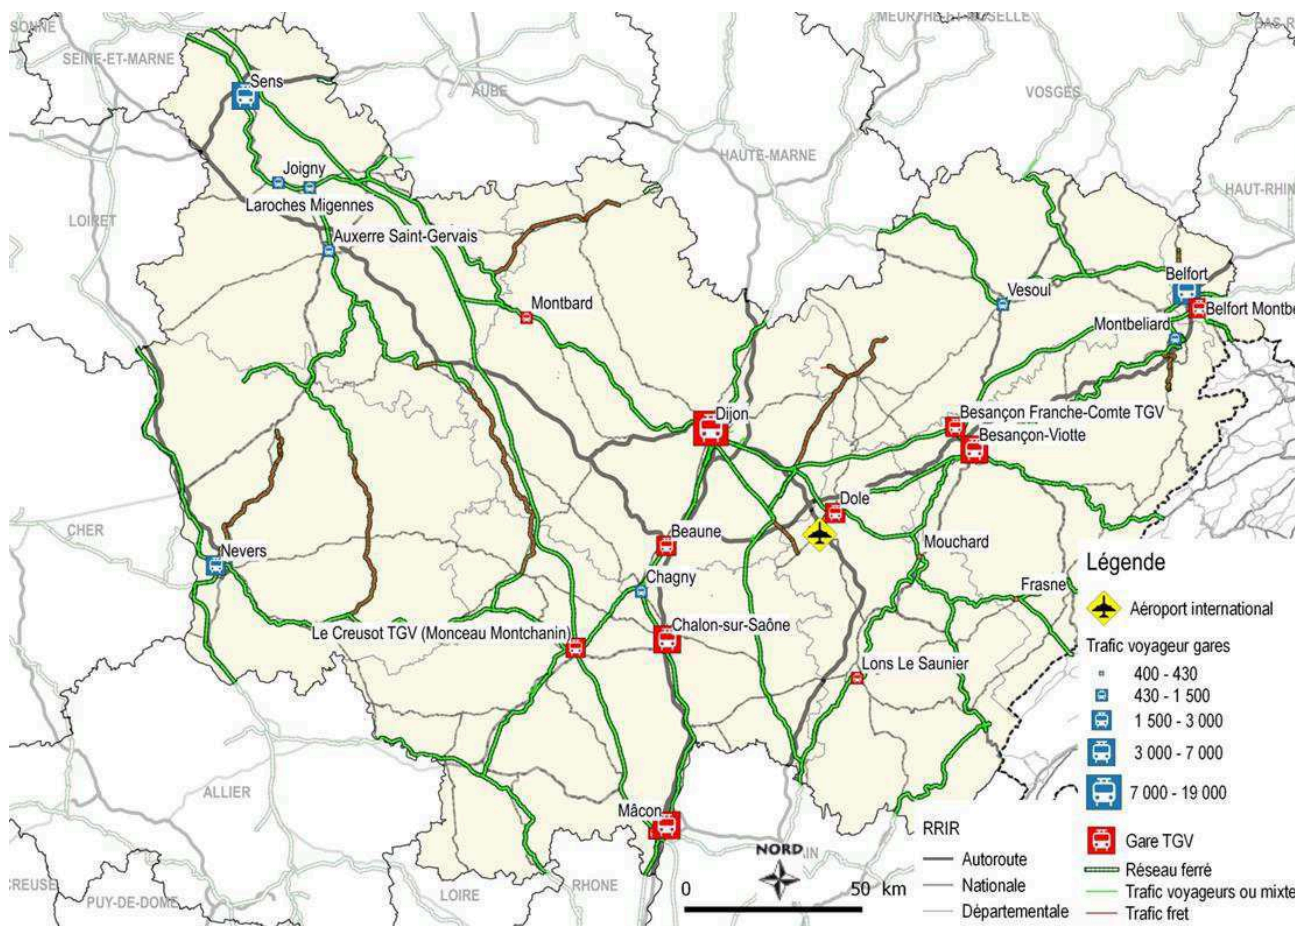 SONNE
SEINE-ET-MARNE
MEURTHE-ET-MOSELLE
BAS-R
Sens
AUBE
VOSGES
HAUTE-MARNE
Joigny
HAUT-RHIN
Laroches Migennes
LOIRET
Auxerre Saint-Gervais
Belfort
Vesoul
Montbard
Belfort Montbe
Montbeliard
Dijon
Besançon Franche-Comte TGV
Besançon-Viotte
Dole
CHER
Beaune
Mouchard
Nevers
Chagny
Frasne
Le Creusot TGV (Monceau Montchanin)
Chalon-sur-Saône
Lons Le Saunier
ALLIER
Mâcon
AIN
CREUSE
PUY-DE-DOME
LOIRE
RHONE
NORD
0 50 km
Légende
Aéroport international
Trafic voyageur gares
400 - 430
430 - 1 500
1 500 - 3 000
3 000 - 7 000
7 000 - 19 000
RRIR
Autoroute
Nationale
Départementale
Gare TGV
Réseau ferré
Trafic voyageurs ou mixte
Trafic fret